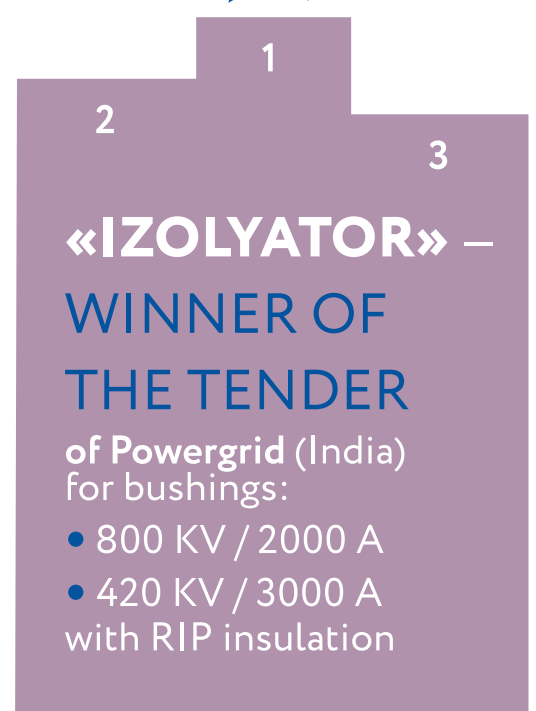 1
2
3
«IZOLYATOR» –
WINNER OF
THE TENDER
of Powergrid (India)
for bushings:
• 800 KV / 2000 A
• 420 KV / 3000 A
with RIP insulation